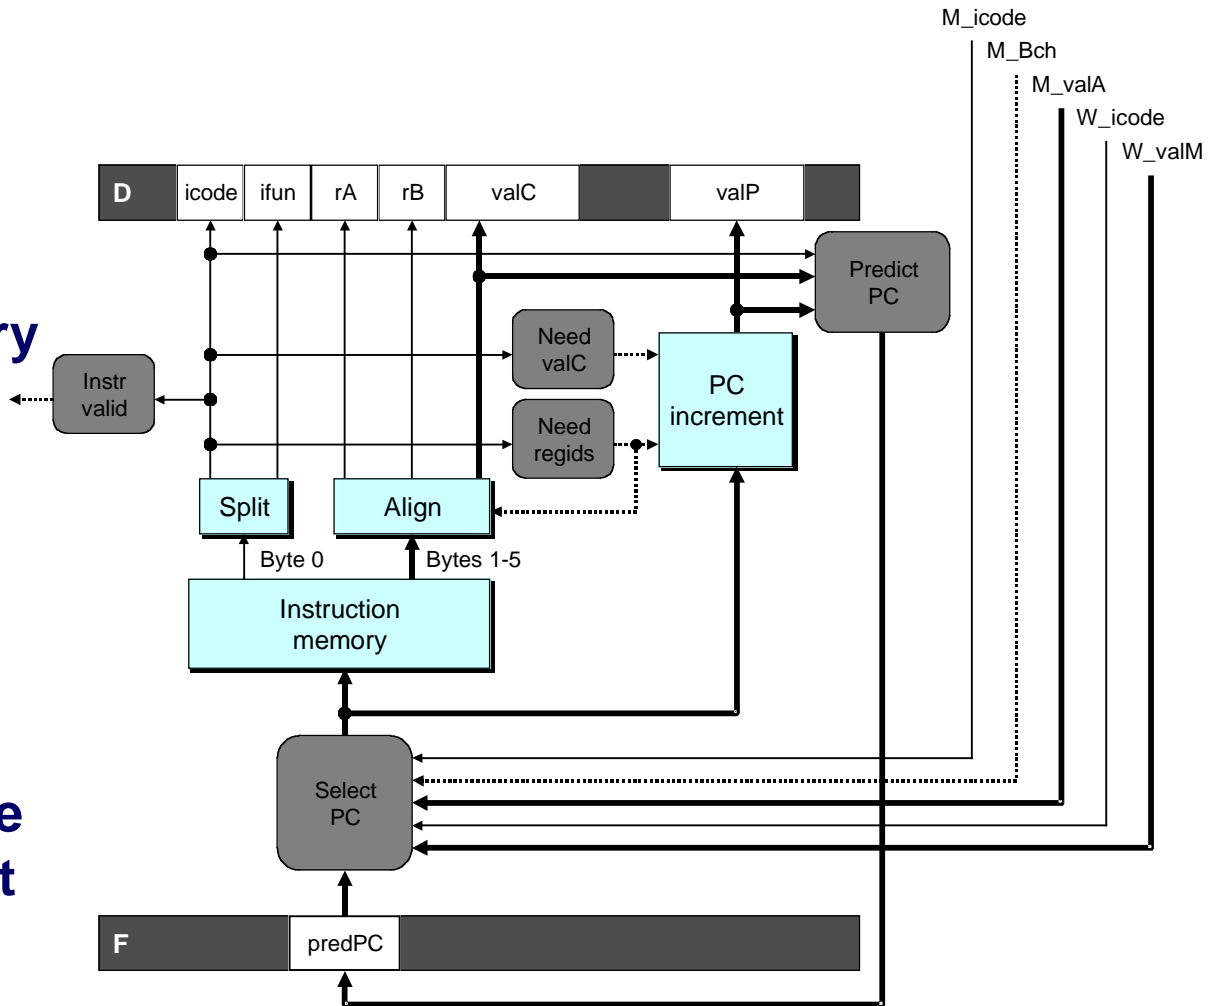 M_icode
M_Bch
M_valA
W_icode
W_valM
D icode ifun rA rB valC valP
Predict
PC
ry
Need
valC
Instr
valid
PC
increment
Need
regids
Split
Align
Byte 0
Bytes 1-5
Instruction
memory
Select
PC
e
t
F predPC